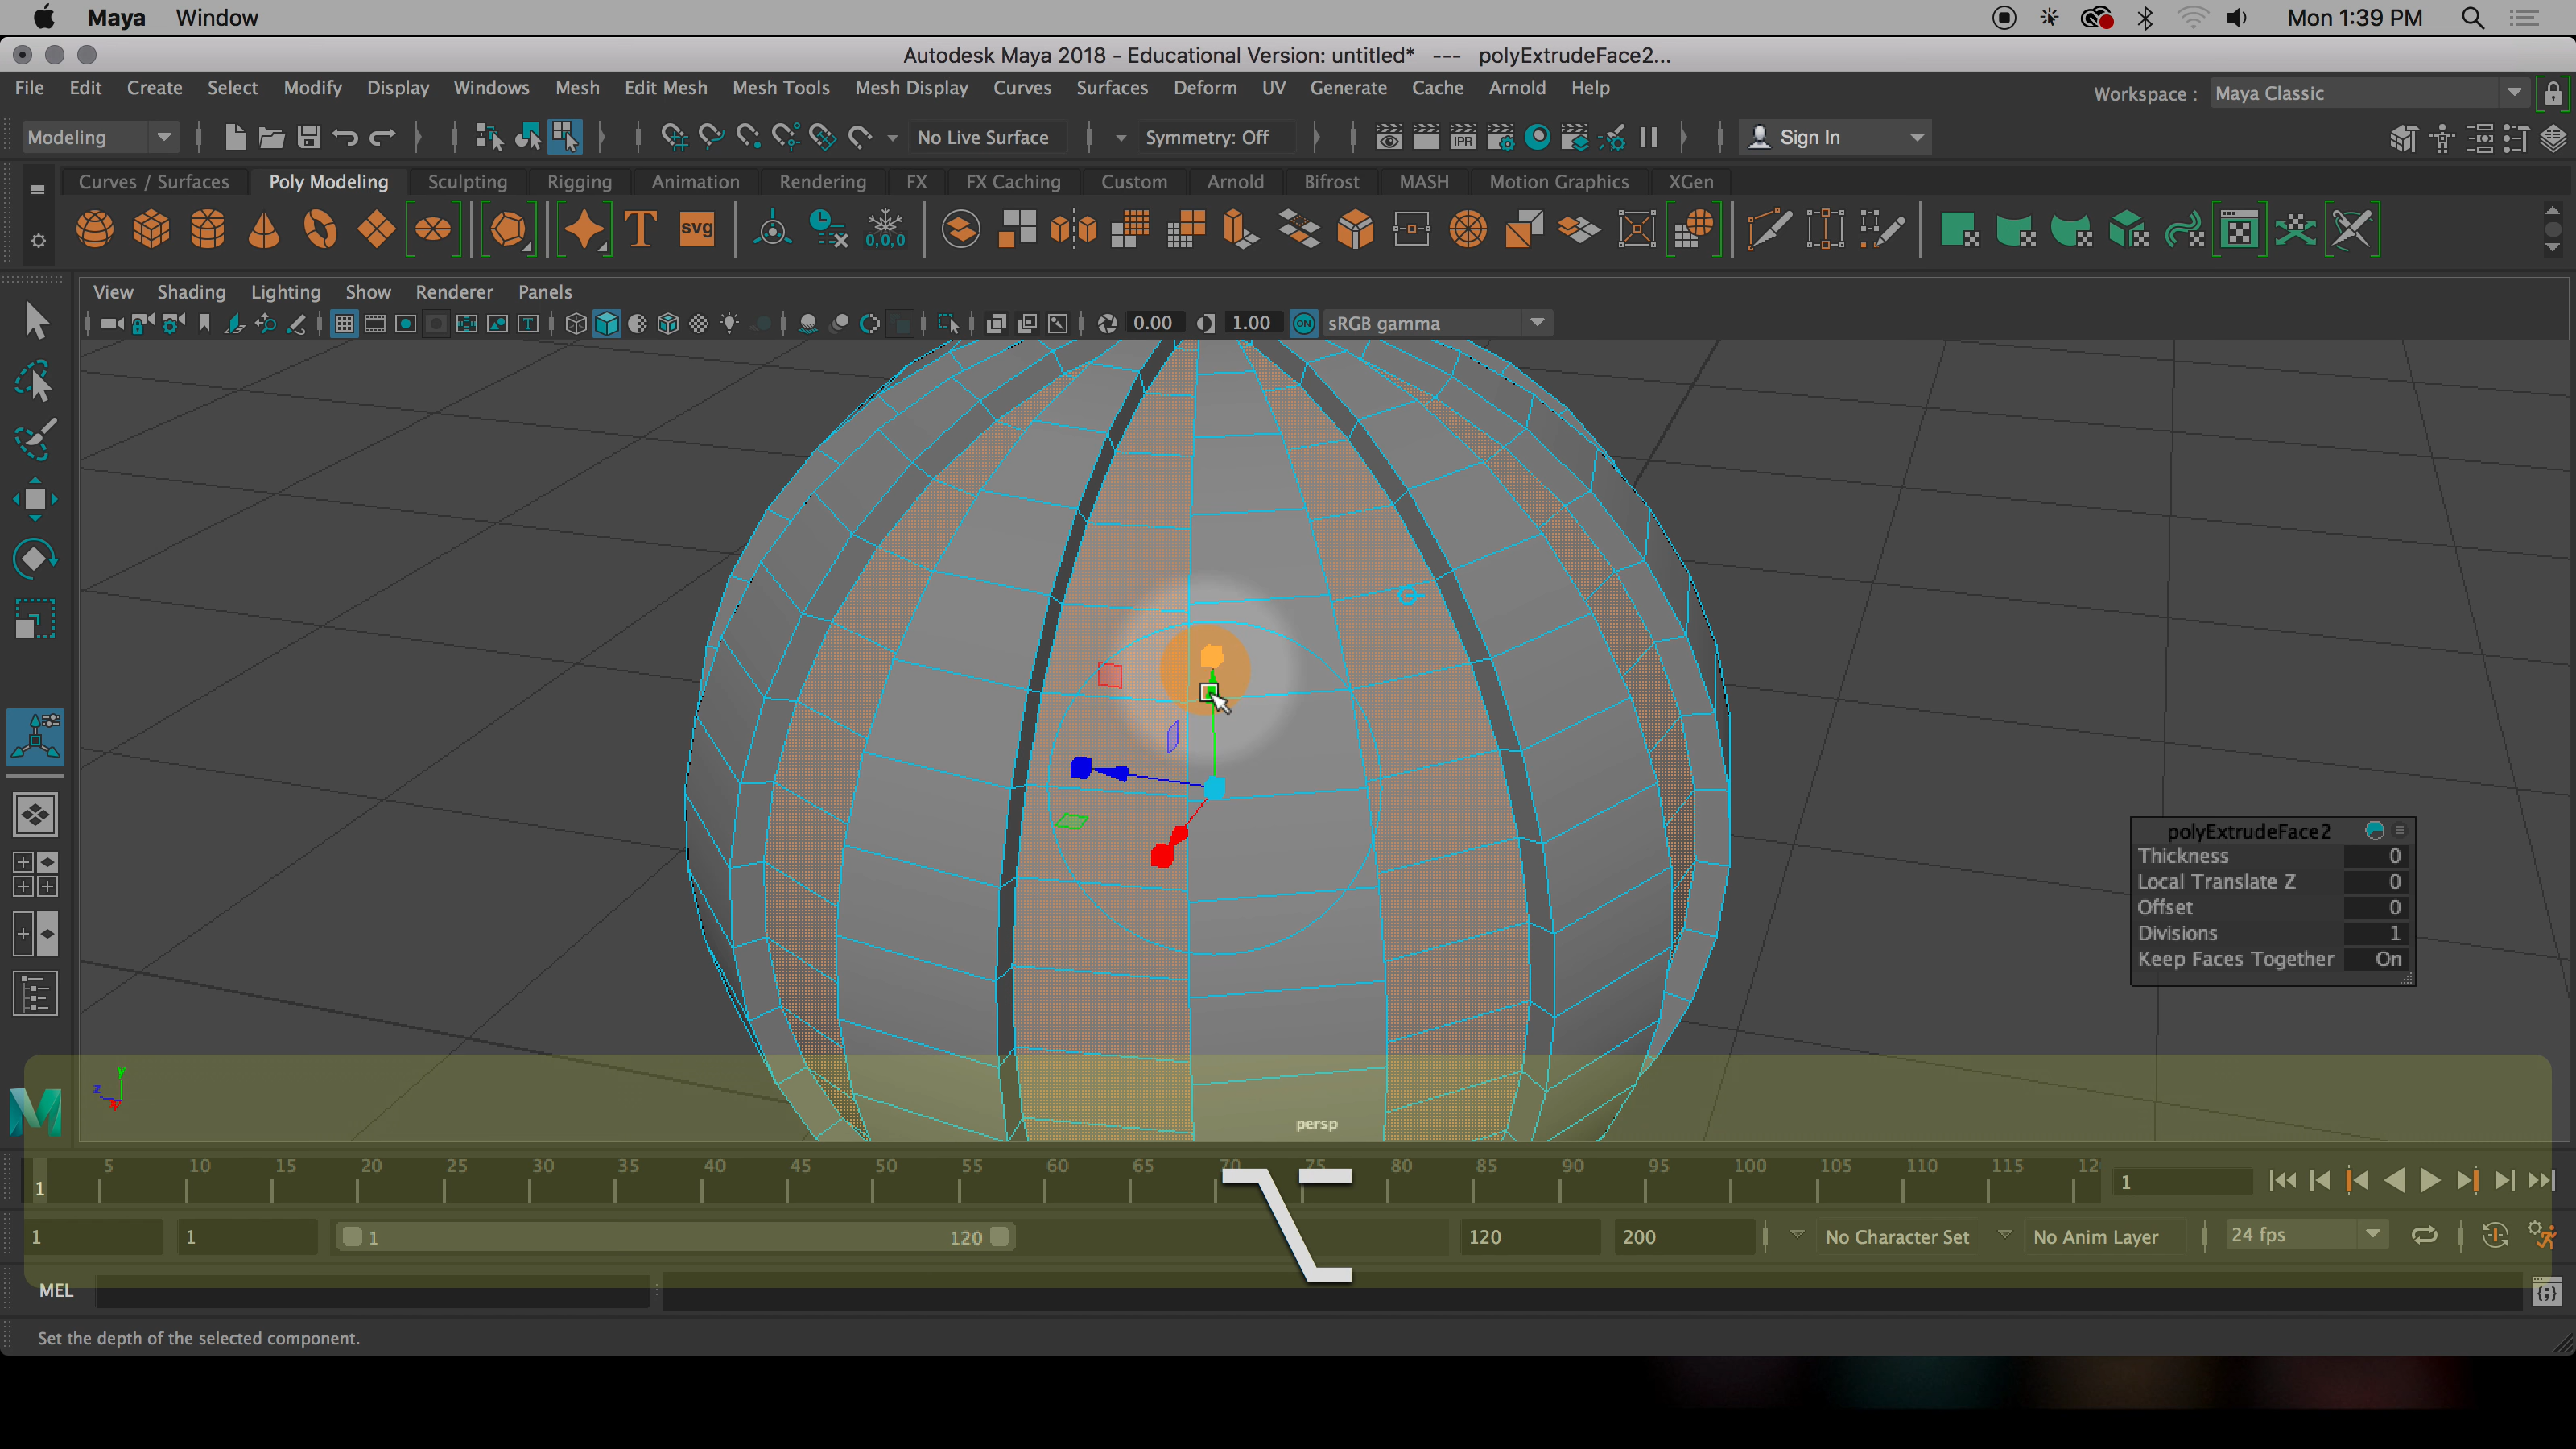 Maya Window Mon 1:39 PM
Autodesk Maya 2018 - Educational Version: untitled* --- polyExtrudeFace2...
File Edit Create Select Modify Display Windows Mesh Edit Mesh Mesh Tools Mesh Display Curves Surfaces Deform UV Generate Cache Arnold Help Workspace : Maya Classic
Modeling No Live Surface Symmetry: Off IPR Sign In
Curves / Surfaces Poly Modeling Sculpting Rigging Animation Rendering FX FX Caching Custom Arnold Bifrost MASH Motion Graphics XGen
T svg 0,0,0
View Shading Lighting Show Renderer Panels
T 0.00 1.00 ON sRGB gamma
polyExtrudeFace2
Thickness 0
Local Translate Z 0
Offset 0
Divisions 1
Keep Faces Together On
y
z
x
M
persp
5 10 15 20 25 30 35 40 45 50 55 60 65 70 75 80 85 90 95 100 105 110 115 12
1 1
1 1 1 120 120 200 No Character Set No Anim Layer 24 fps
MEL
Set the depth of the selected component.